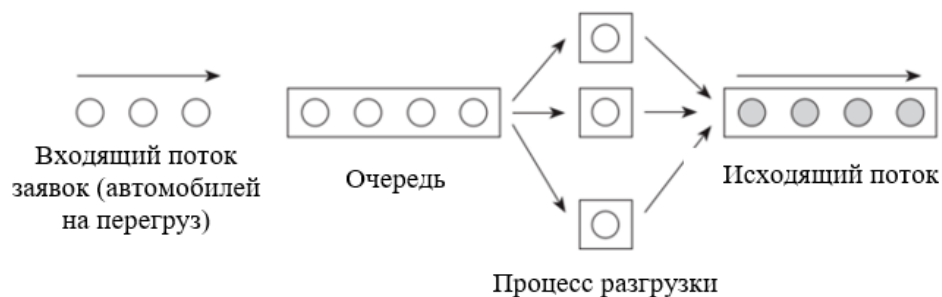 Входящий поток
заявок (автомобилей
на перегруз)
Очередь
Процесс разгрузки
Исходящий поток